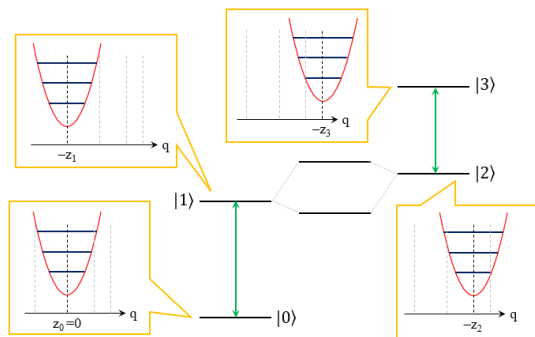 q
−z₁
q
−z₃
|3⟩
|1⟩
|2⟩
q
z₀=0
|0⟩
q
−z₂